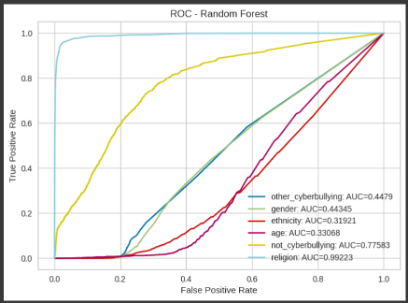 ROC - Random Forest
True Positive Rate
1.0
0.8
0.6
0.4
0.2
0.0
other_cyberbullying: AUC=0.4479
gender: AUC=0.44345
ethnicity: AUC=0.31921
age: AUC=0.33068
not_cyberbullying: AUC=0.77583
religion: AUC=0.99223
0.0 0.2 0.4 0.6 0.8 1.0
False Positive Rate